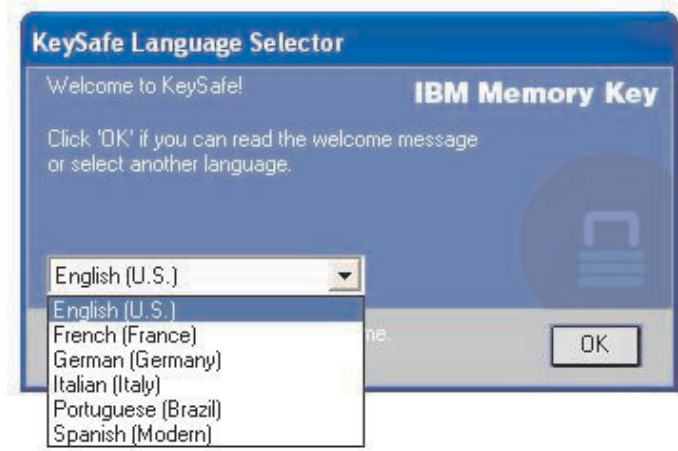 KeySafe Language Selector
Welcome to KeySafe!
IBM Memory Key
Click 'OK' if you can read the welcome message
or select another language.
English (U.S.)
English (U.S.)
French (France)
German (Germany)
Italian (Italy)
Portuguese (Brazil)
Spanish (Modern)
OK